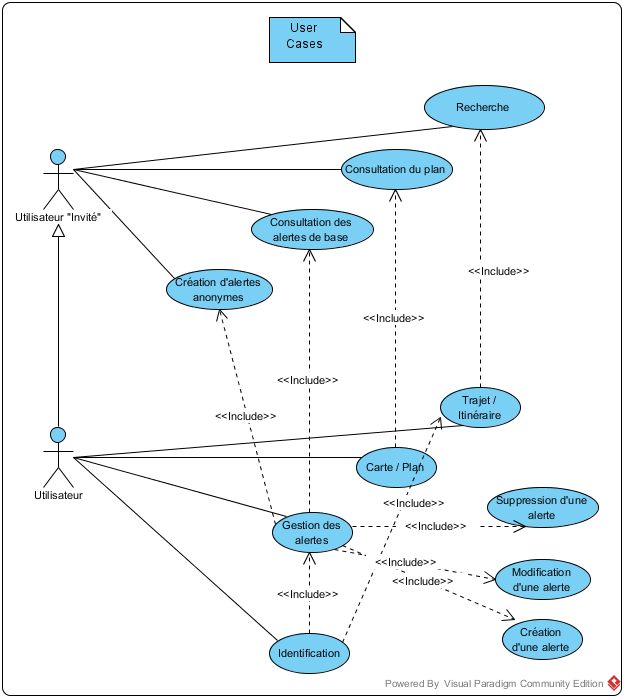 User
Cases
Recherche
Consultation du plan
Utilisateur "Invité"
Consultation des
alertes de base
Création d'alertes
anonymes
<<Include>>
<<Include>>
<<Include>>
Trajet /
Itinéraire
<<Include>>
Utilisateur
Carte / Plan
<<Include>>
Suppression d'une
alerte
Gestion des
alertes
<<Include>>
<<Include>>
Modification
d'une alerte
<<Include>>
<<Include>>
Création
d'une alerte
Identification
Powered By Visual Paradigm Community Edition